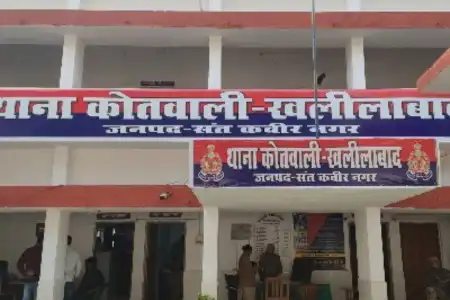 थाना कोतवाली-खलीलाबाद
जनपद-संत कबीर नगर
थाना कोतवाली-खलीलाबाद
जनपद-संत कबीर नगर